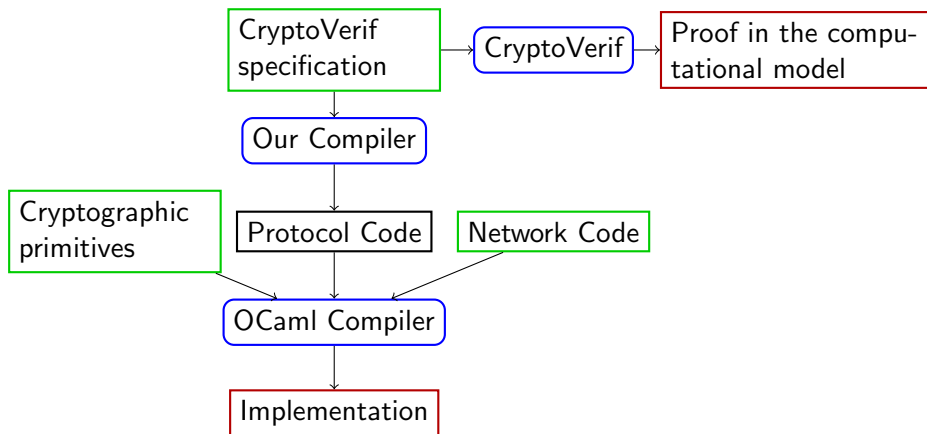 CryptoVerif
specification
CryptoVerif
Proof in the compu-
tational model
Our Compiler
Cryptographic
primitives
Protocol Code
Network Code
OCaml Compiler
Implementation